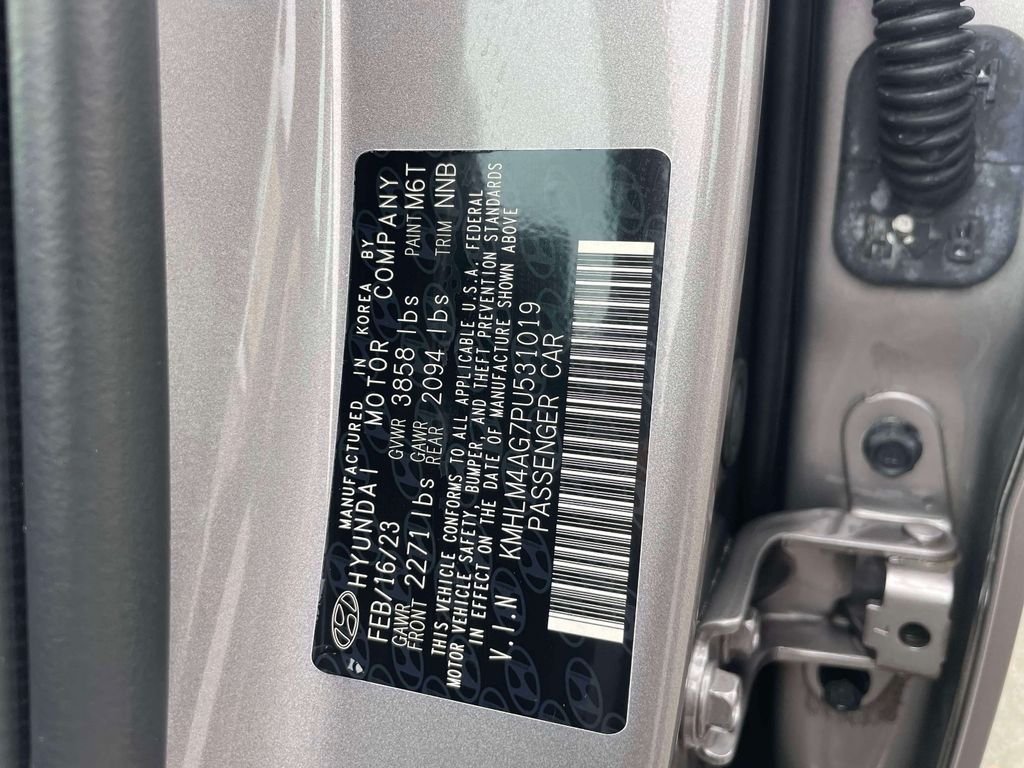 MANUFACTURED IN KOREA BY
HYUNDAI MOTOR COMPANY
FEB/16/23 GVWR 3858 lbs PAINT M6T
GAWR FRONT 2271 lbs GAWR REAR 2094 lbs TRIM NNB
THIS VEHICLE CONFORMS TO ALL APPLICABLE U.S.A. FEDERAL
MOTOR VEHICLE SAFETY, BUMPER, AND THEFT PREVENTION STANDARDS
IN EFFECT ON THE DATE OF MANUFACTURE SHOWN ABOVE
V.I.N KMHLM4AG7PU531019
PASSENGER CAR